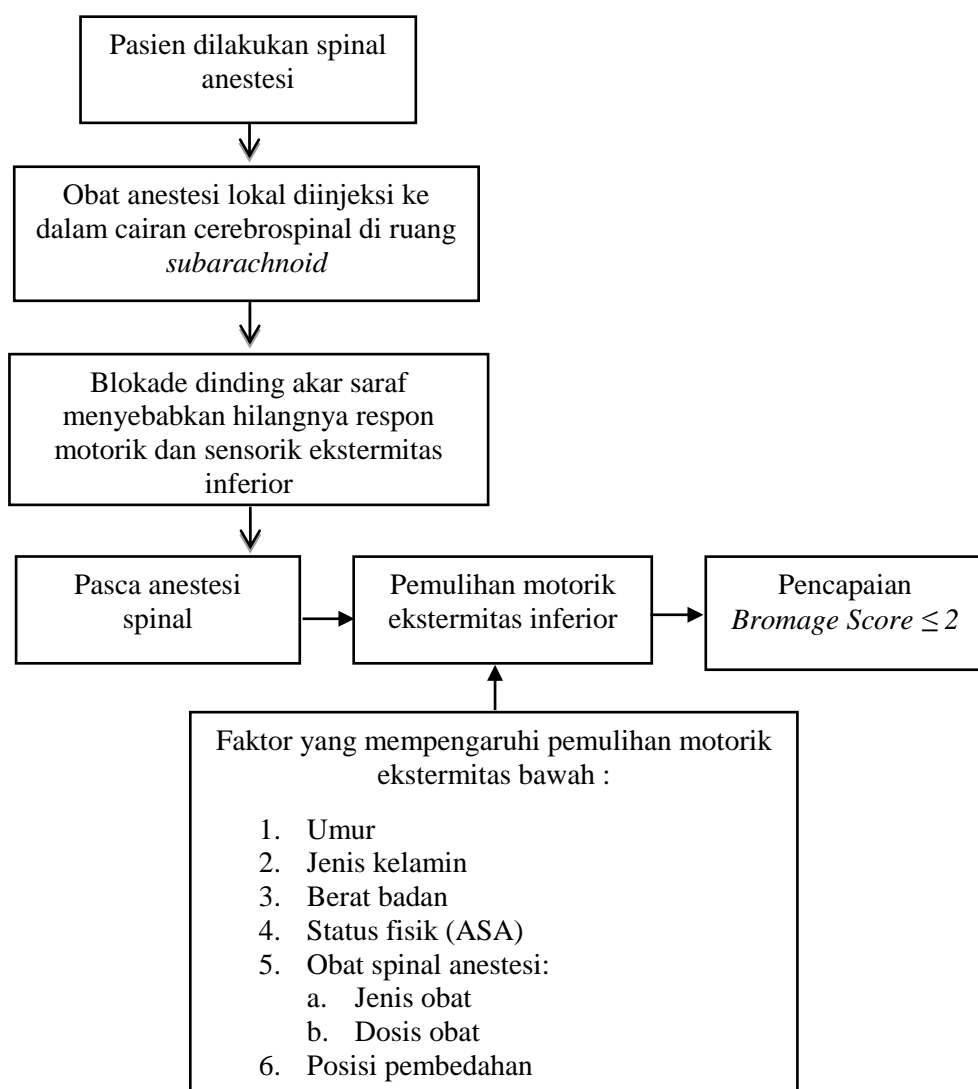 Pasien dilakukan spinal
anestesi
Obat anestesi lokal diinjeksi ke
dalam cairan cerebrospinal di ruang
subarachnoid
Blokade dinding akar saraf
menyebabkan hilangnya respon
motorik dan sensorik ekstermitas
inferior
Pasca anestesi
spinal
Pemulihan motorik
ekstermitas inferior
Pencapaian
Bromage Score ≤ 2
Faktor yang mempengaruhi pemulihan motorik
ekstermitas bawah :
1. Umur
2. Jenis kelamin
3. Berat badan
4. Status fisik (ASA)
5. Obat spinal anestesi:
a. Jenis obat
b. Dosis obat
6. Posisi pembedahan